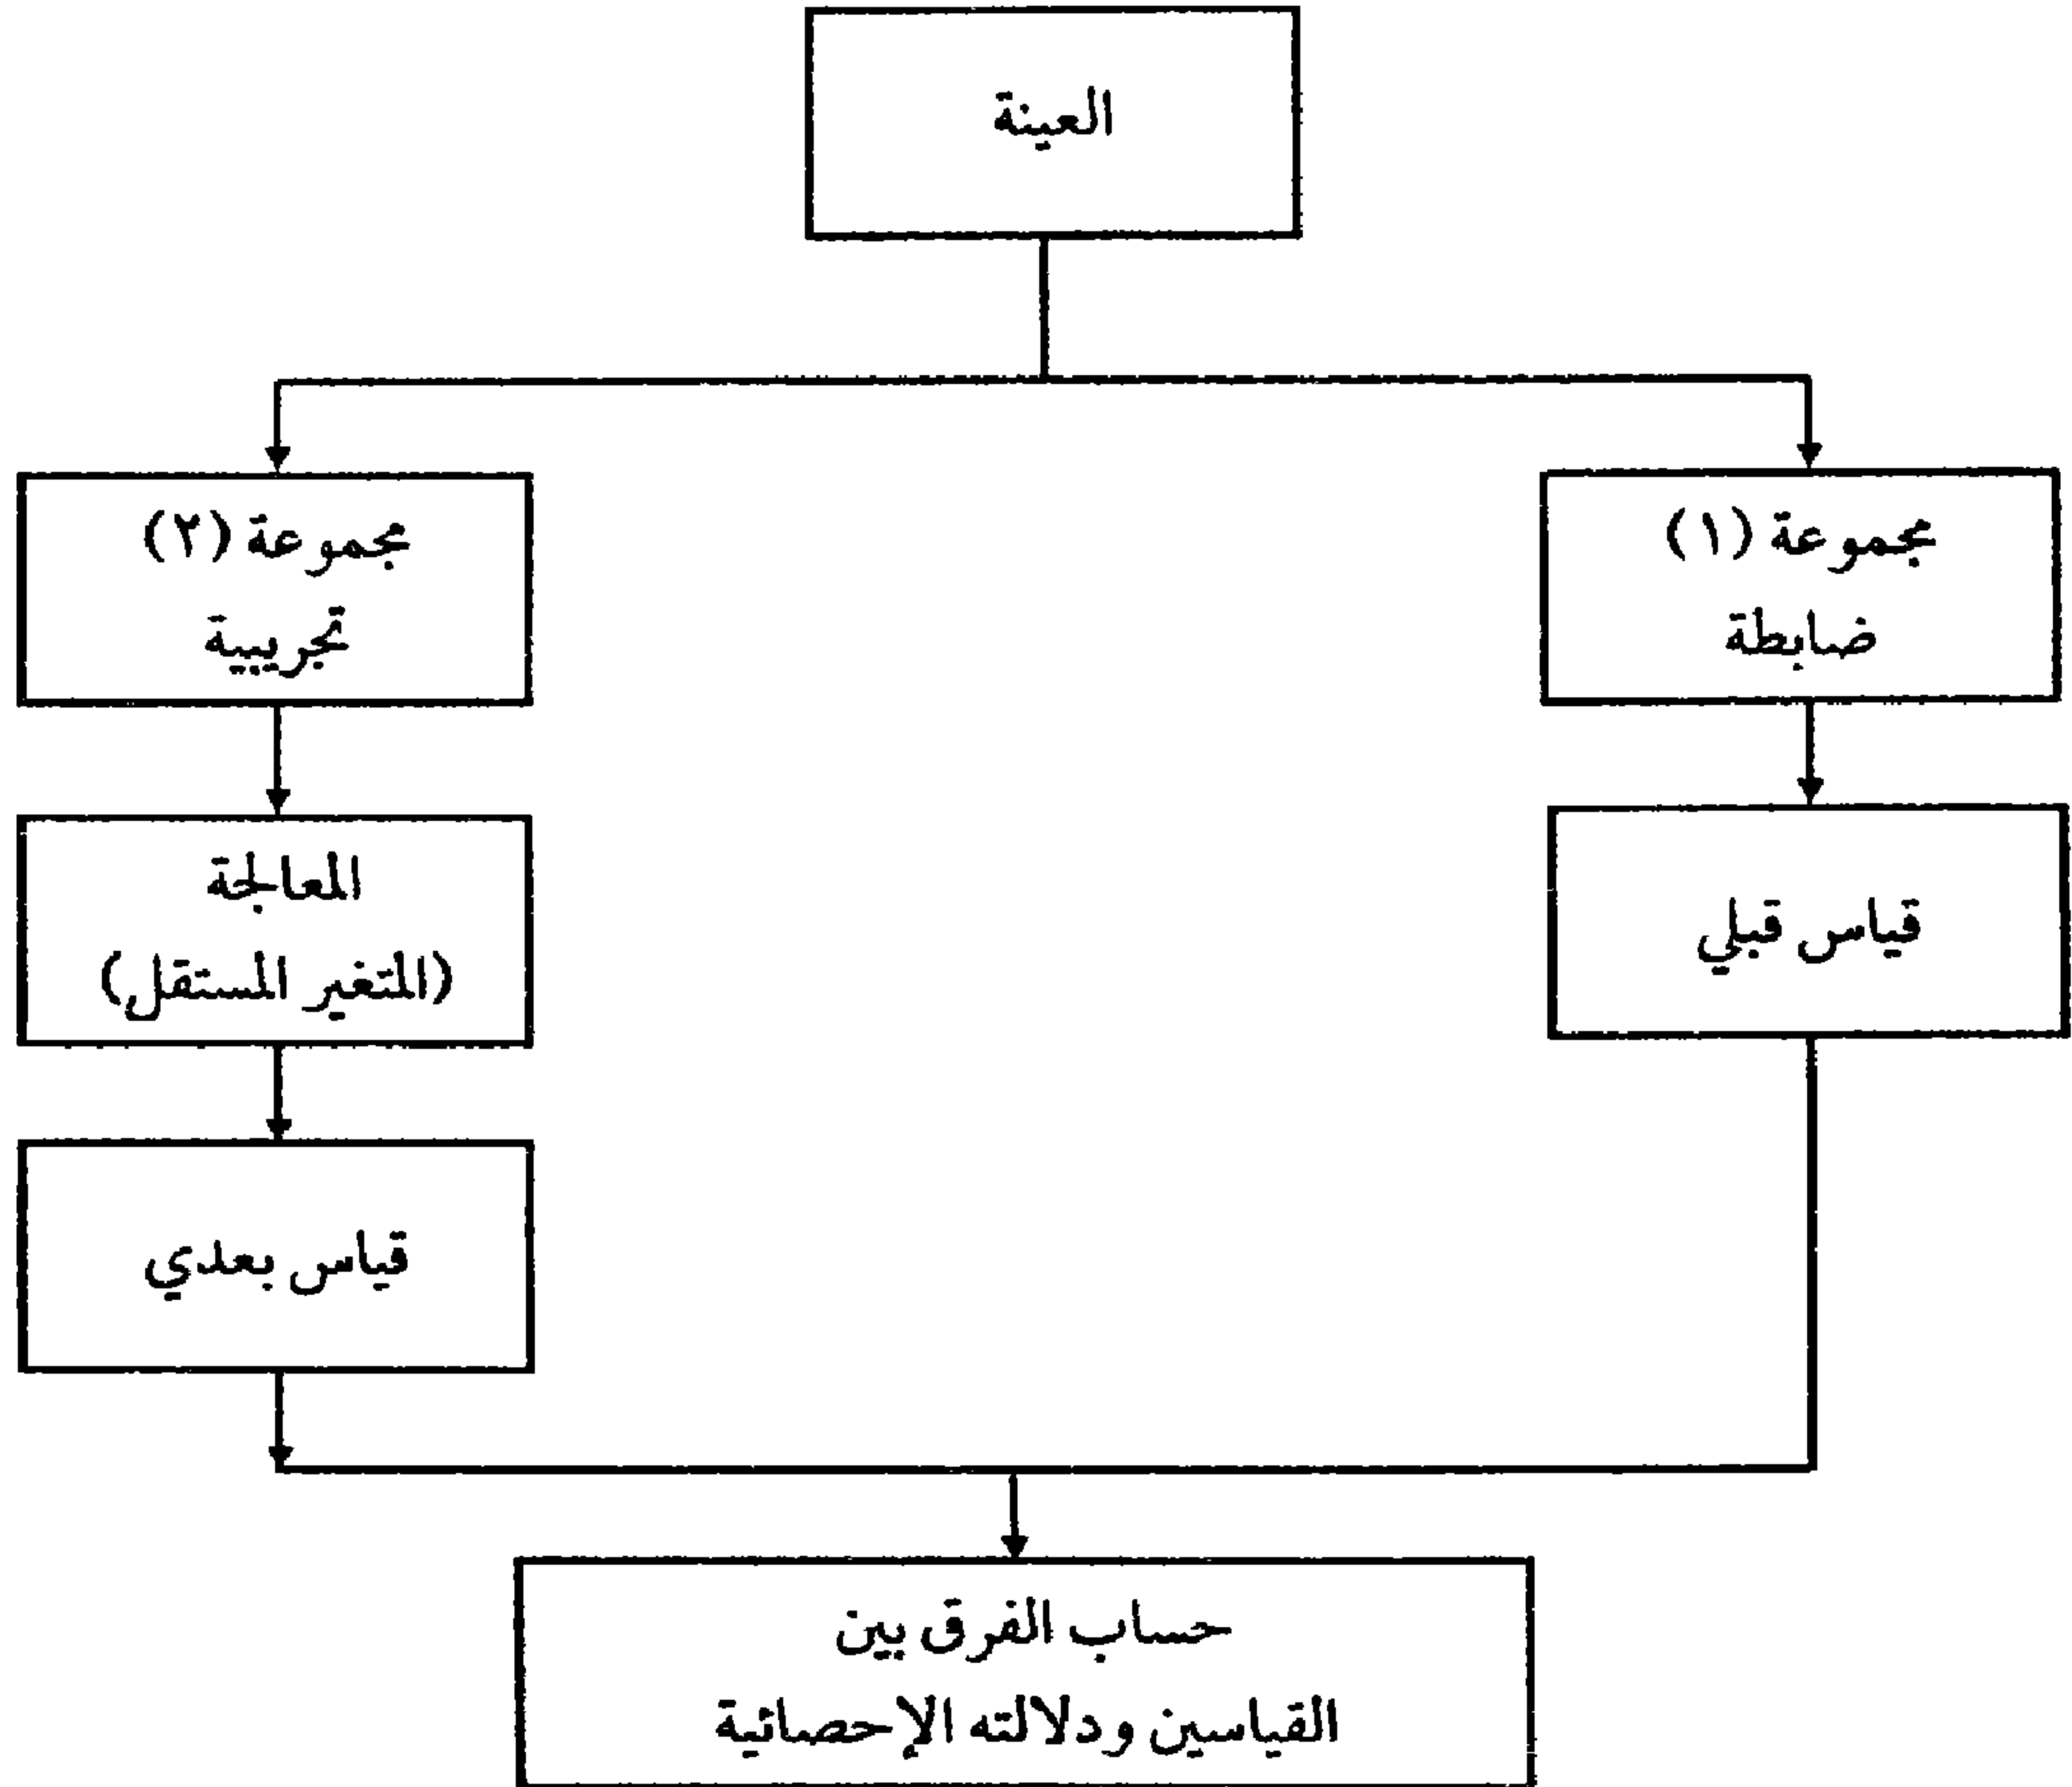 العينة
مجموعة (١)
ضابطة
مجموعة (٢)
تجريبية
قياس قبلي
المعالجة
(المتغير المستقل)
قياس بعدي
حساب الفرق بين
القياسين ودلالته الإحصائية